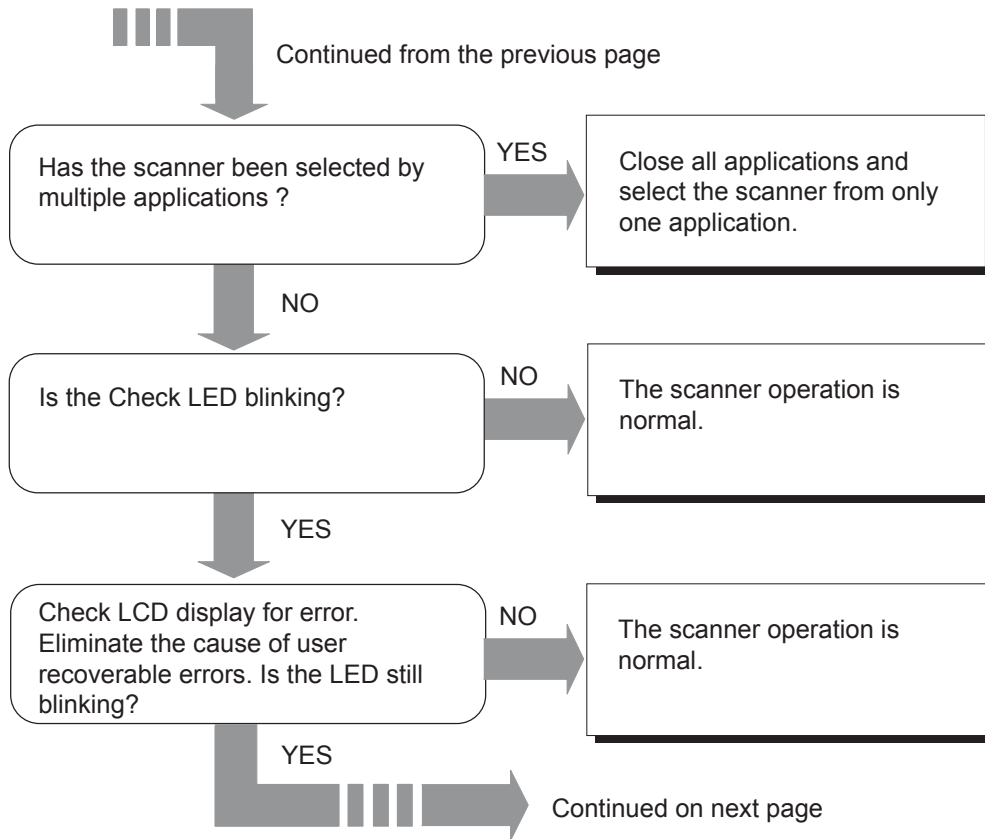 Continued from the previous page
Has the scanner been selected by
multiple applications ?
YES
Close all applications and
select the scanner from only
one application.
NO
Is the Check LED blinking?
NO
The scanner operation is
normal.
YES
Check LCD display for error.
Eliminate the cause of user
recoverable errors. Is the LED still
blinking?
NO
The scanner operation is
normal.
YES
Continued on next page